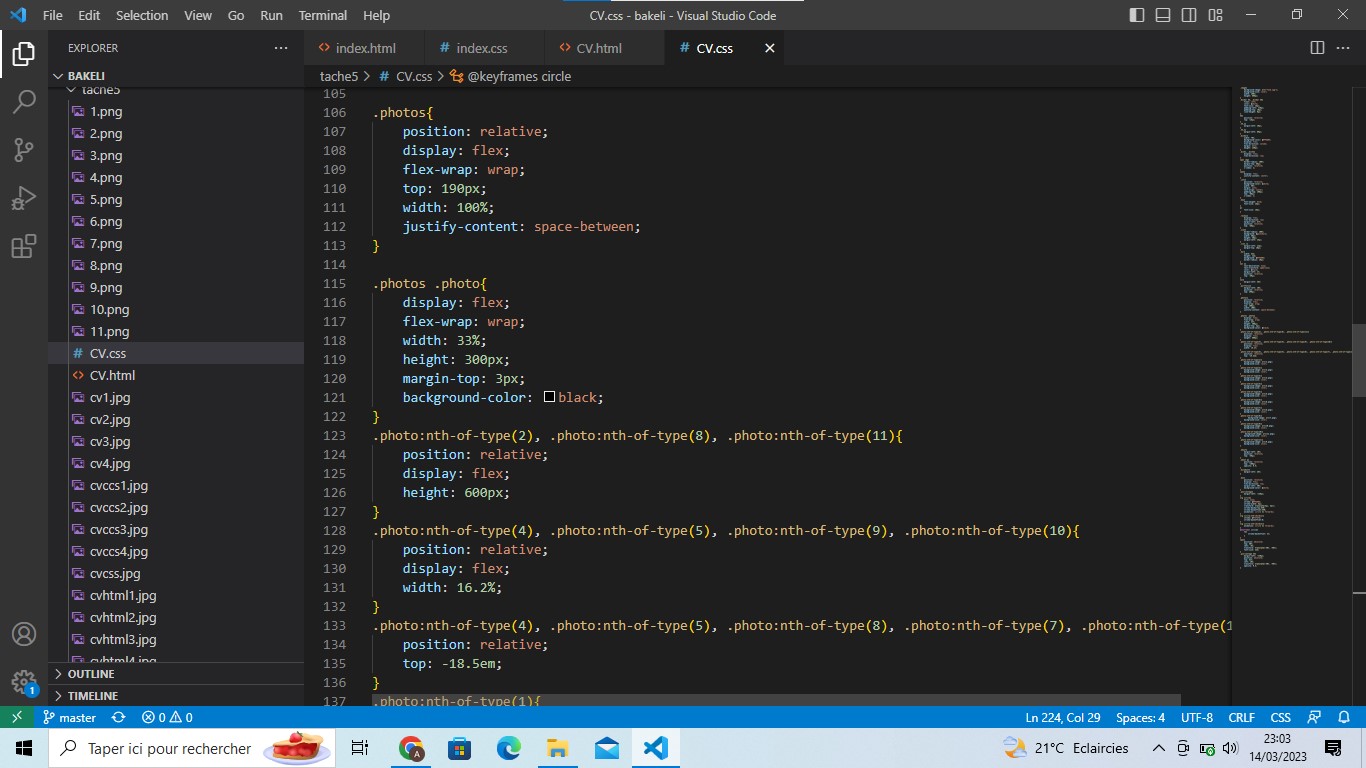 File Edit Selection View Go Run Terminal Help CV.css - bakeli - Visual Studio Code
EXPLORER
BAKELI
tache5
1.png
2.png
3.png
4.png
5.png
6.png
7.png
8.png
9.png
10.png
11.png
# CV.css
<> CV.html
cv1.jpg
cv2.jpg
cv3.jpg
cv4.jpg
cvccs1.jpg
cvccs2.jpg
cvccs3.jpg
cvccs4.jpg
cvcss.jpg
cvhtml1.jpg
cvhtml2.jpg
cvhtml3.jpg
cvhtml4.jpg
OUTLINE
TIMELINE
<> index.html # index.css <> CV.html # CV.css
tache5 > # CV.css > @keyframes circle
105
106 .photos{
107 position: relative;
108 display: flex;
109 flex-wrap: wrap;
110 top: 190px;
111 width: 100%;
112 justify-content: space-between;
113 }
114
115 .photos .photo{
116 display: flex;
117 flex-wrap: wrap;
118 width: 33%;
119 height: 300px;
120 margin-top: 3px;
121 background-color: black;
122 }
123 .photo:nth-of-type(2), .photo:nth-of-type(8), .photo:nth-of-type(11){
124 position: relative;
125 display: flex;
126 height: 600px;
127 }
128 .photo:nth-of-type(4), .photo:nth-of-type(5), .photo:nth-of-type(9), .photo:nth-of-type(10){
129 position: relative;
130 display: flex;
131 width: 16.2%;
132 }
133 .photo:nth-of-type(4), .photo:nth-of-type(5), .photo:nth-of-type(8), .photo:nth-of-type(7), .photo:nth-of-type(1
134 position: relative;
135 top: -18.5em;
136 }
137 .photo:nth-of-type(1){
1
master 0 0 Ln 224, Col 29 Spaces: 4 UTF-8 CRLF CSS
Taper ici pour rechercher
A
21°C Eclaircies
23:03
14/03/2023